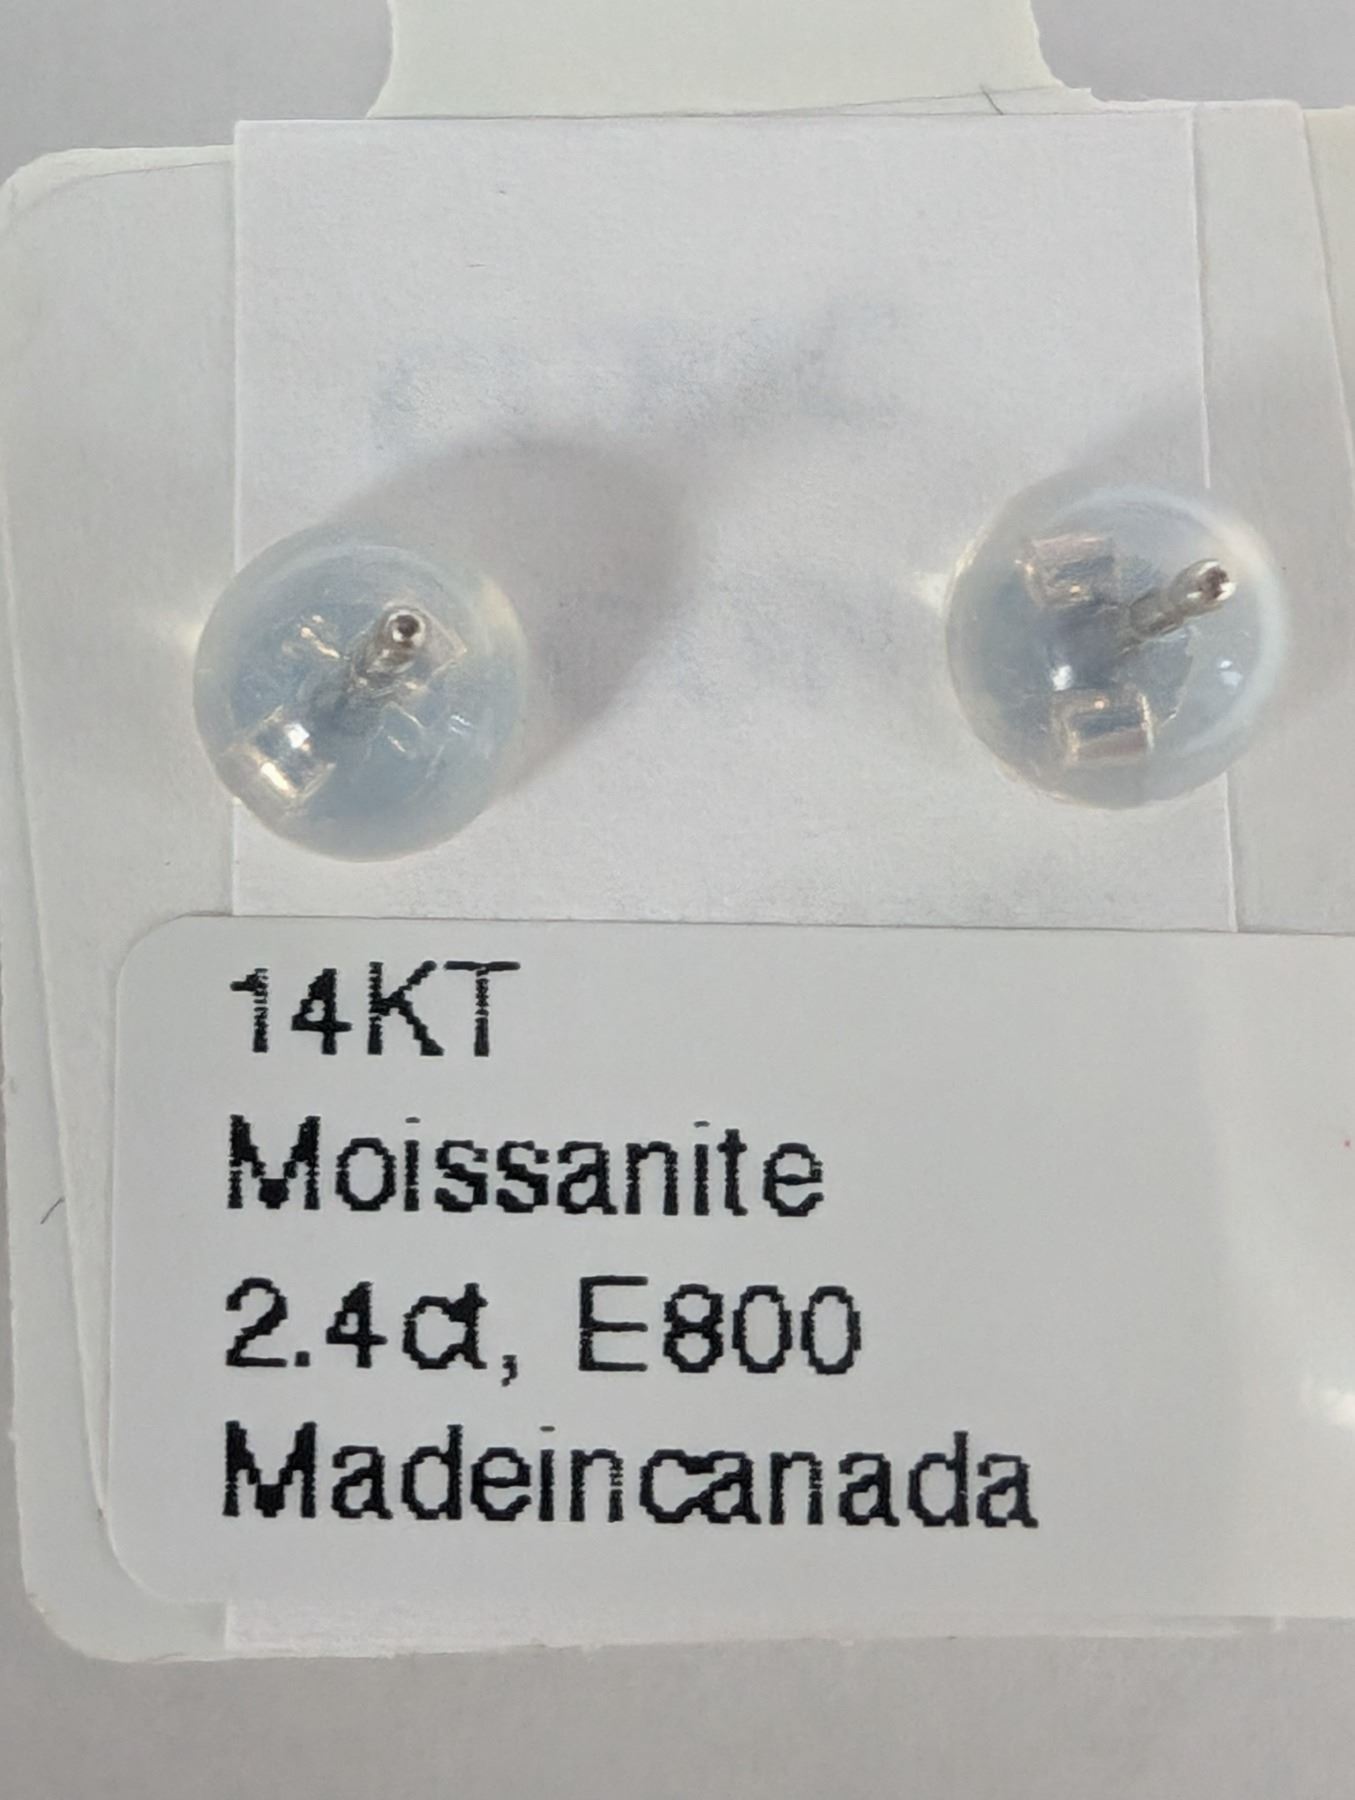 14KT
Moissanite
2.4ct, E800
Madeincanada